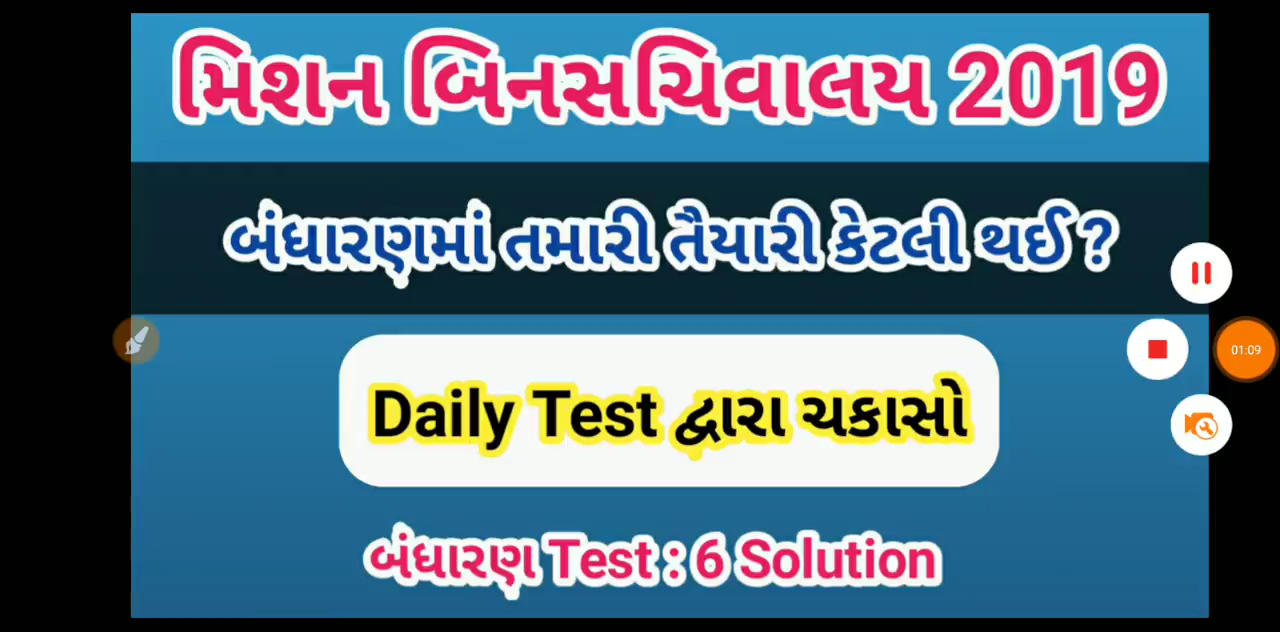 મિશન બિનસચિવાલય 2019
બંધારણમાં તમારી તૈયારી કેટલી થઈ ?
Daily Test દ્વારા ચકાસો
બંધારણ Test : 6 Solution
01:09